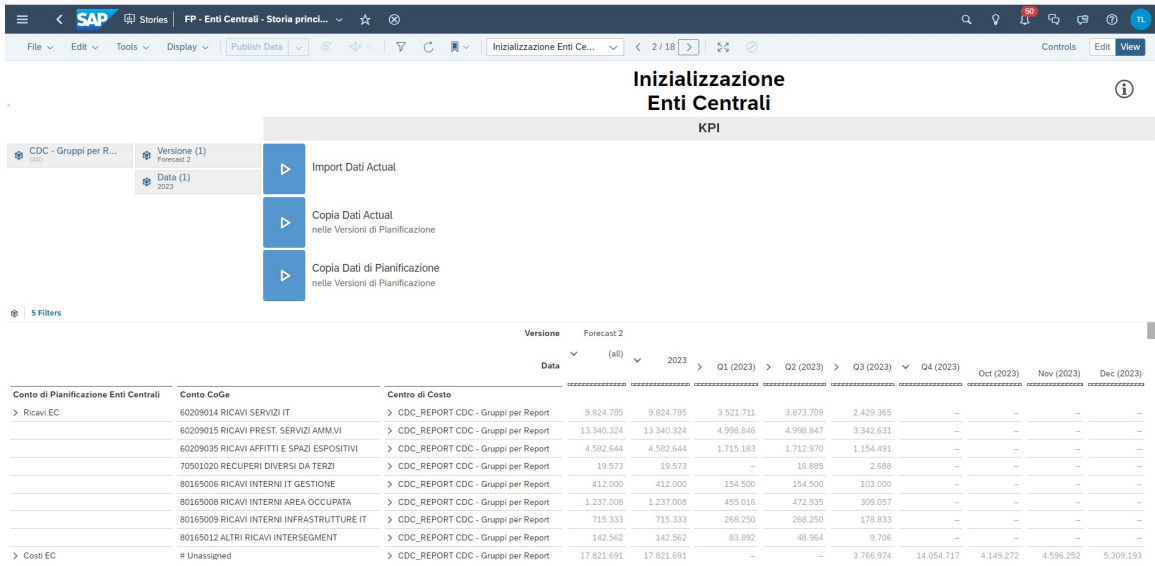 SAP Stories FP - Enti Centrali - Storia princi... 50 TL
File Edit Tools Display Publish Data Inizializzazione Enti Ce... 2 / 18 Controls Edit View
Inizializzazione
Enti Centrali
-
KPI
CDC - Gruppi per R...
(All)
Versione (1)
Forecast 2
Data (1)
2023
Import Dati Actual
Copia Dati Actual
nelle Versioni di Pianificazione
Copia Dati di Pianificazione
nelle Versioni di Pianificazione
5 Filters
Versione Forecast 2
Data (all) 2023 Q1 (2023) Q2 (2023) Q3 (2023) Q4 (2023) Oct (2023) Nov (2023) Dec (2023)
Conto di Pianificazione Enti Centrali Conto CoGe Centro di Costo
Ricavi EC 60209014 RICAVI SERVIZI IT CDC_REPORT CDC - Gruppi per Report 9.824.785 9.824.785 3.521.711 3.873.709 2.429.365 – – – –
60209015 RICAVI PREST. SERVIZI AMM.VI CDC_REPORT CDC - Gruppi per Report 13.340.324 13.340.324 4.998.846 4.998.847 3.342.631 – – – –
60209035 RICAVI AFFITTI E SPAZI ESPOSITIVI CDC_REPORT CDC - Gruppi per Report 4.582.644 4.582.644 1.715.183 1.712.970 1.154.491 – – – –
70501020 RECUPERI DIVERSI DA TERZI CDC_REPORT CDC - Gruppi per Report 19.573 19.573 – 16.885 2.688 – – – –
80165006 RICAVI INTERNI IT GESTIONE CDC_REPORT CDC - Gruppi per Report 412.000 412.000 154.500 154.500 103.000 – – – –
80165008 RICAVI INTERNI AREA OCCUPATA CDC_REPORT CDC - Gruppi per Report 1.237.008 1.237.008 455.016 472.935 309.057 – – – –
80165009 RICAVI INTERNI INFRASTRUTTURE IT CDC_REPORT CDC - Gruppi per Report 715.333 715.333 268.250 268.250 178.833 – – – –
80165012 ALTRI RICAVI INTERSEGMENT CDC_REPORT CDC - Gruppi per Report 142.562 142.562 83.892 48.964 9.706 – – – –
Costi EC # Unassigned CDC_REPORT CDC - Gruppi per Report 17.821.691 17.821.691 – – 3.766.974 14.054.717 4.149.272 4.596.252 5.309.193